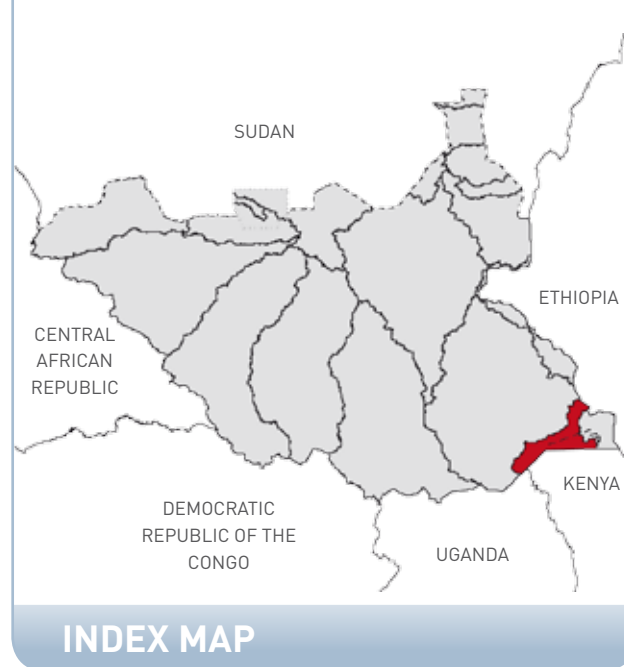 SUDAN
ETHIOPIA
CENTRAL
AFRICAN
REPUBLIC
KENYA
DEMOCRATIC
REPUBLIC OF THE
CONGO
UGANDA
INDEX MAP